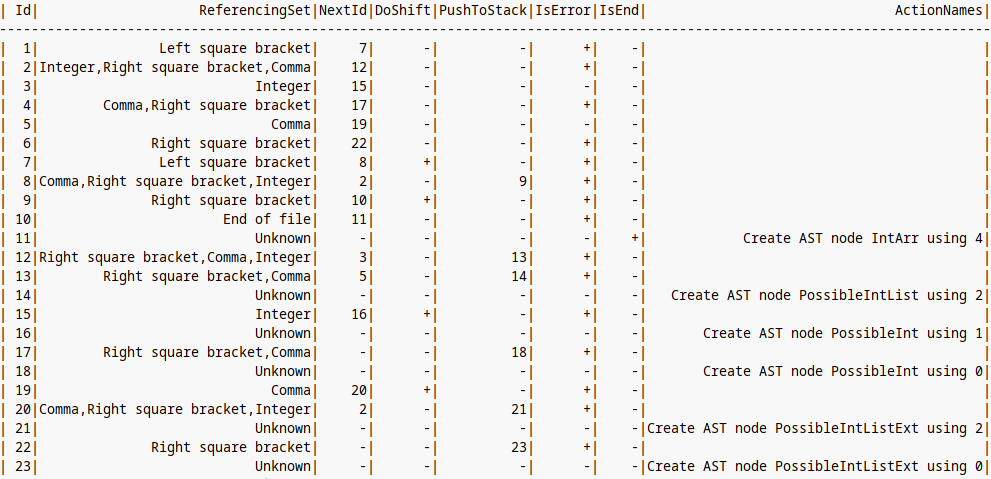 | Id| ReferencingSet|NextId|DoShift|PushToStack|IsError|IsEnd| ActionNames|
------------------------------------------------------------------------------------------------------------------------
| 1| Left square bracket| 7| -| -| +| -| |
| 2|Integer,Right square bracket,Comma| 12| -| -| +| -| |
| 3| Integer| 15| -| -| -| -| |
| 4| Comma,Right square bracket| 17| -| -| +| -| |
| 5| Comma| 19| -| -| -| -| |
| 6| Right square bracket| 22| -| -| +| -| |
| 7| Left square bracket| 8| +| -| +| -| |
| 8|Comma,Right square bracket,Integer| 2| -| 9| +| -| |
| 9| Right square bracket| 10| +| -| +| -| |
| 10| End of file| 11| -| -| +| -| |
| 11| Unknown| -| -| -| -| +| Create AST node IntArr using 4|
| 12|Right square bracket,Comma,Integer| 3| -| 13| +| -| |
| 13| Right square bracket,Comma| 5| -| 14| +| -| |
| 14| Unknown| -| -| -| -| -| Create AST node PossibleIntList using 2|
| 15| Integer| 16| +| -| +| -| |
| 16| Unknown| -| -| -| -| -| Create AST node PossibleInt using 1|
| 17| Right square bracket,Comma| -| -| 18| +| -| |
| 18| Unknown| -| -| -| -| -| Create AST node PossibleInt using 0|
| 19| Comma| 20| +| -| +| -| |
| 20|Comma,Right square bracket,Integer| 2| -| 21| +| -| |
| 21| Unknown| -| -| -| -| -|Create AST node PossibleIntListExt using 2|
| 22| Right square bracket| -| -| 23| +| -| |
| 23| Unknown| -| -| -| -| -|Create AST node PossibleIntListExt using 0|